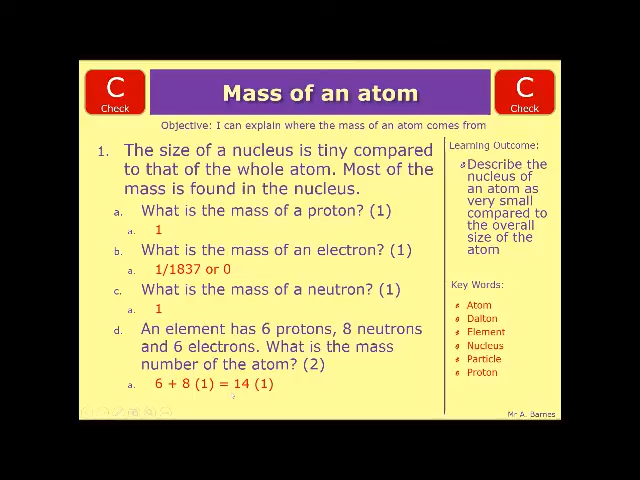 C
Check
Mass of an atom
C
Check
Objective: I can explain where the mass of an atom comes from
1. The size of a nucleus is tiny compared
to that of the whole atom. Most of the
mass is found in the nucleus.
a. What is the mass of a proton? (1)
a. 1
b. What is the mass of an electron? (1)
a. 1/1837 or 0
c. What is the mass of a neutron? (1)
a. 1
d. An element has 6 protons, 8 neutrons
and 6 electrons. What is the mass
number of the atom? (2)
a. 6 + 8 (1) = 14 (1)
Learning Outcome:
Describe the
nucleus of
an atom as
very small
compared to
the overall
size of the
atom
Key Words:
Atom
Dalton
Element
Nucleus
Particle
Proton
Mr A. Barnes